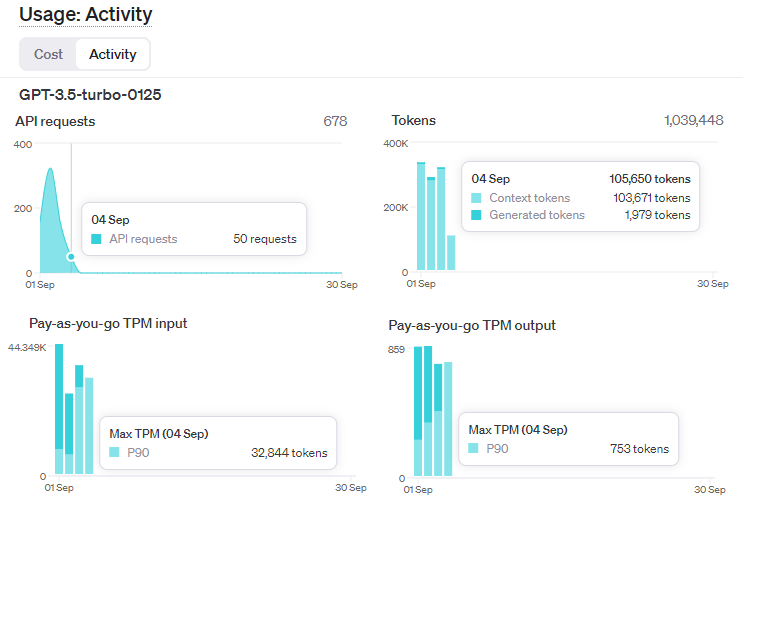 Usage: Activity
Cost Activity
GPT-3.5-turbo-0125
API requests 678
400
200
0
01 Sep 30 Sep
04 Sep
API requests 50 requests
Tokens 1,039,448
400K
200K
0
01 Sep 30 Sep
04 Sep 105,650 tokens
Context tokens 103,671 tokens
Generated tokens 1,979 tokens
Pay-as-you-go TPM input
44.349K
0
01 Sep 30 Sep
Max TPM (04 Sep)
P90 32,844 tokens
Pay-as-you-go TPM output
859
0
01 Sep 30 Sep
Max TPM (04 Sep)
P90 753 tokens